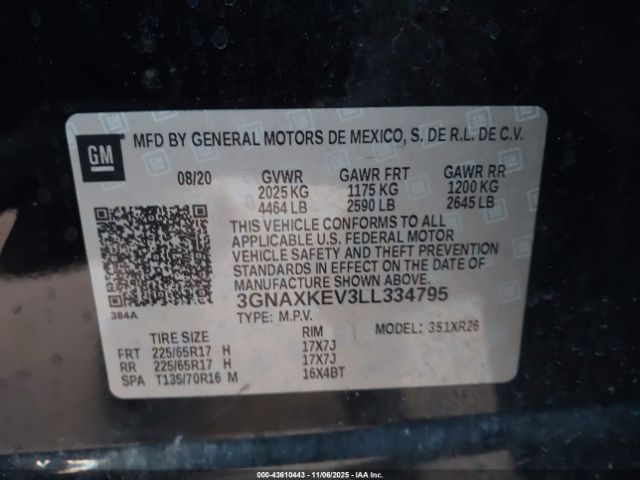 GM
MFD BY GENERAL MOTORS DE MEXICO, S. DE R.L. DE C.V.
08/20 GVWR GAWR FRT GAWR RR
2025 KG 1175 KG 1200 KG
4464 LB 2590 LB 2645 LB
THIS VEHICLE CONFORMS TO ALL
APPLICABLE U.S. FEDERAL MOTOR
VEHICLE SAFETY AND THEFT PREVENTION
STANDARDS IN EFFECT ON THE DATE OF
MANUFACTURE SHOWN ABOVE.
3GNAXKEV3LL334795
384A
TYPE: M.P.V. MODEL: 351XR26
TIRE SIZE RIM
FRT 225/65R17 H 17X7J
RR 225/65R17 H 17X7J
SPA T135/70R16 M 16X4BT
000-43610443 - 11/06/2025 - IAA Inc.